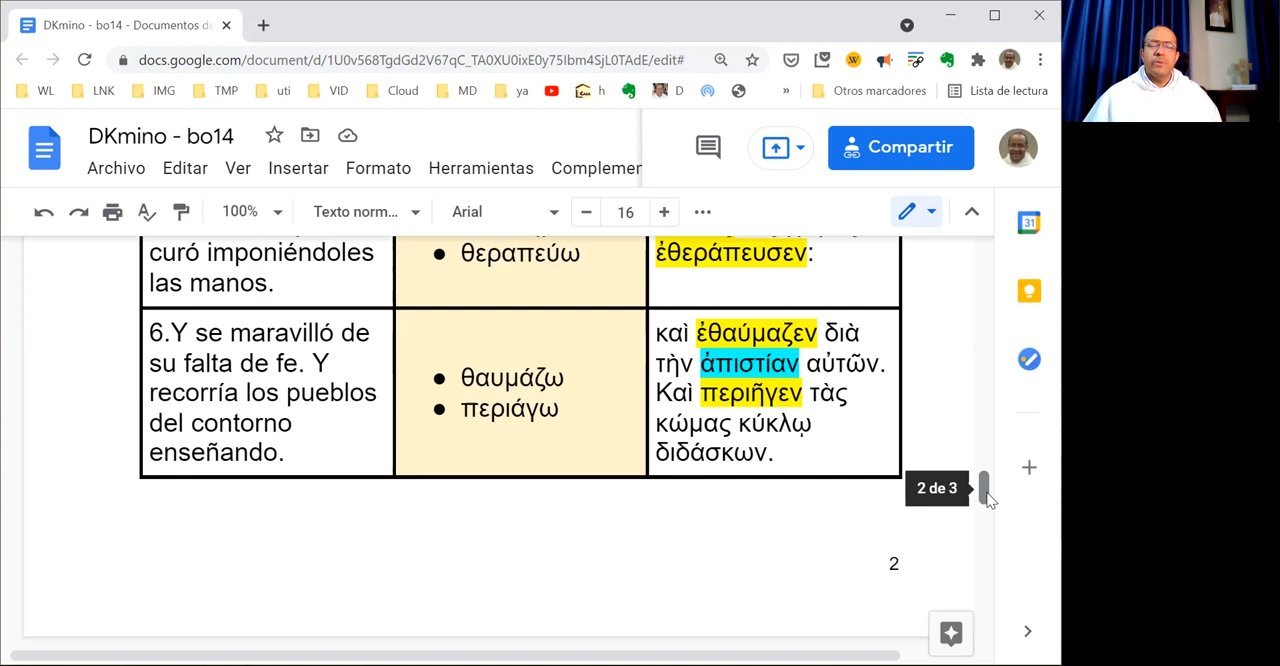 DKmino - bo14 - Documentos de
docs.google.com/document/d/1U0v568TgdGd2V67qC_TA0XU0ixE0y75Ibm4SjL0TAdE/edit#
WL LNK IMG TMP uti VID Cloud MD ya h D » Otros marcadores Lista de lectura
DKmino - bo14
Compartir
Archivo Editar Ver Insertar Formato Herramientas Complemen
100% Texto norm... Arial 16
31
curó imponiéndoles
las manos.
● θεραπεύω
ἐθεράπευσεν:
6.Y se maravilló de
su falta de fe. Y
recorría los pueblos
del contorno
enseñando.
● θαυμάζω
● περιάγω
καὶ ἐθαύμαζεν διὰ
τὴν ἀπιστίαν αὐτῶν.
Καὶ περιῆγεν τὰς
κώμας κύκλῳ
διδάσκων.
2 de 3
2